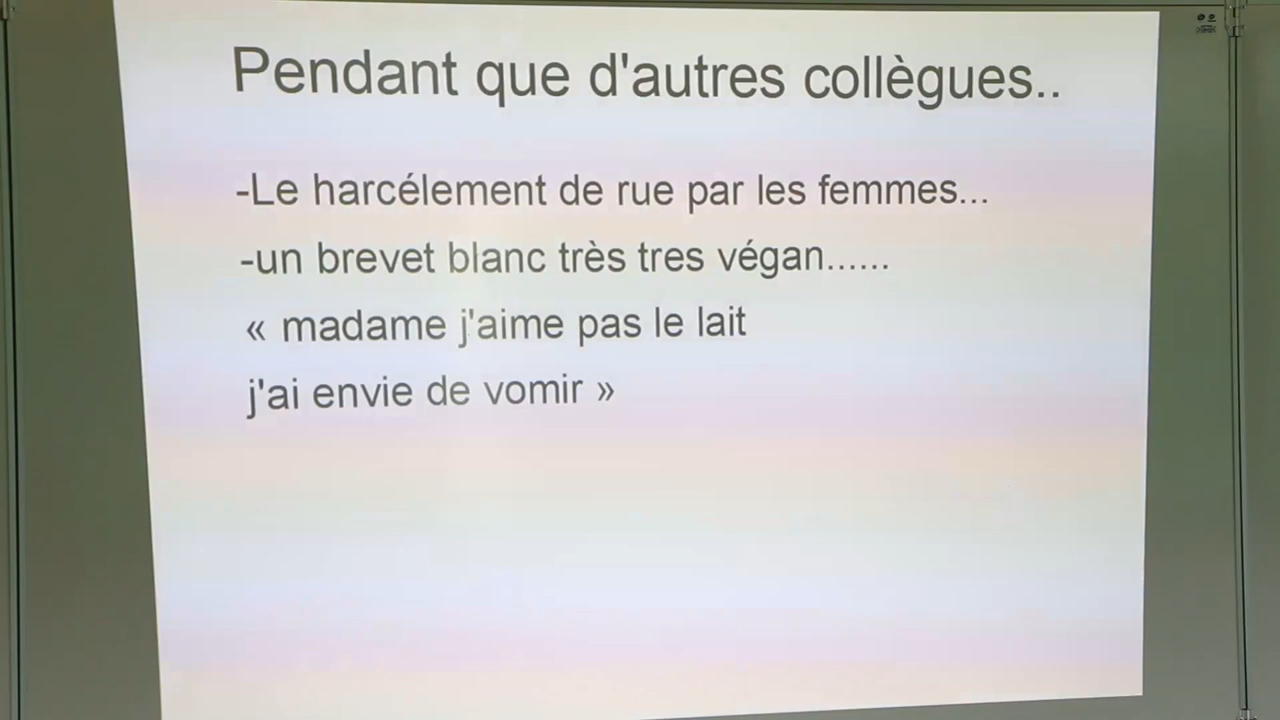 Pendant que d'autres collègues..
-Le harcélement de rue par les femmes...
-un brevet blanc très tres végan......
« madame j'aime pas le lait
j'ai envie de vomir »